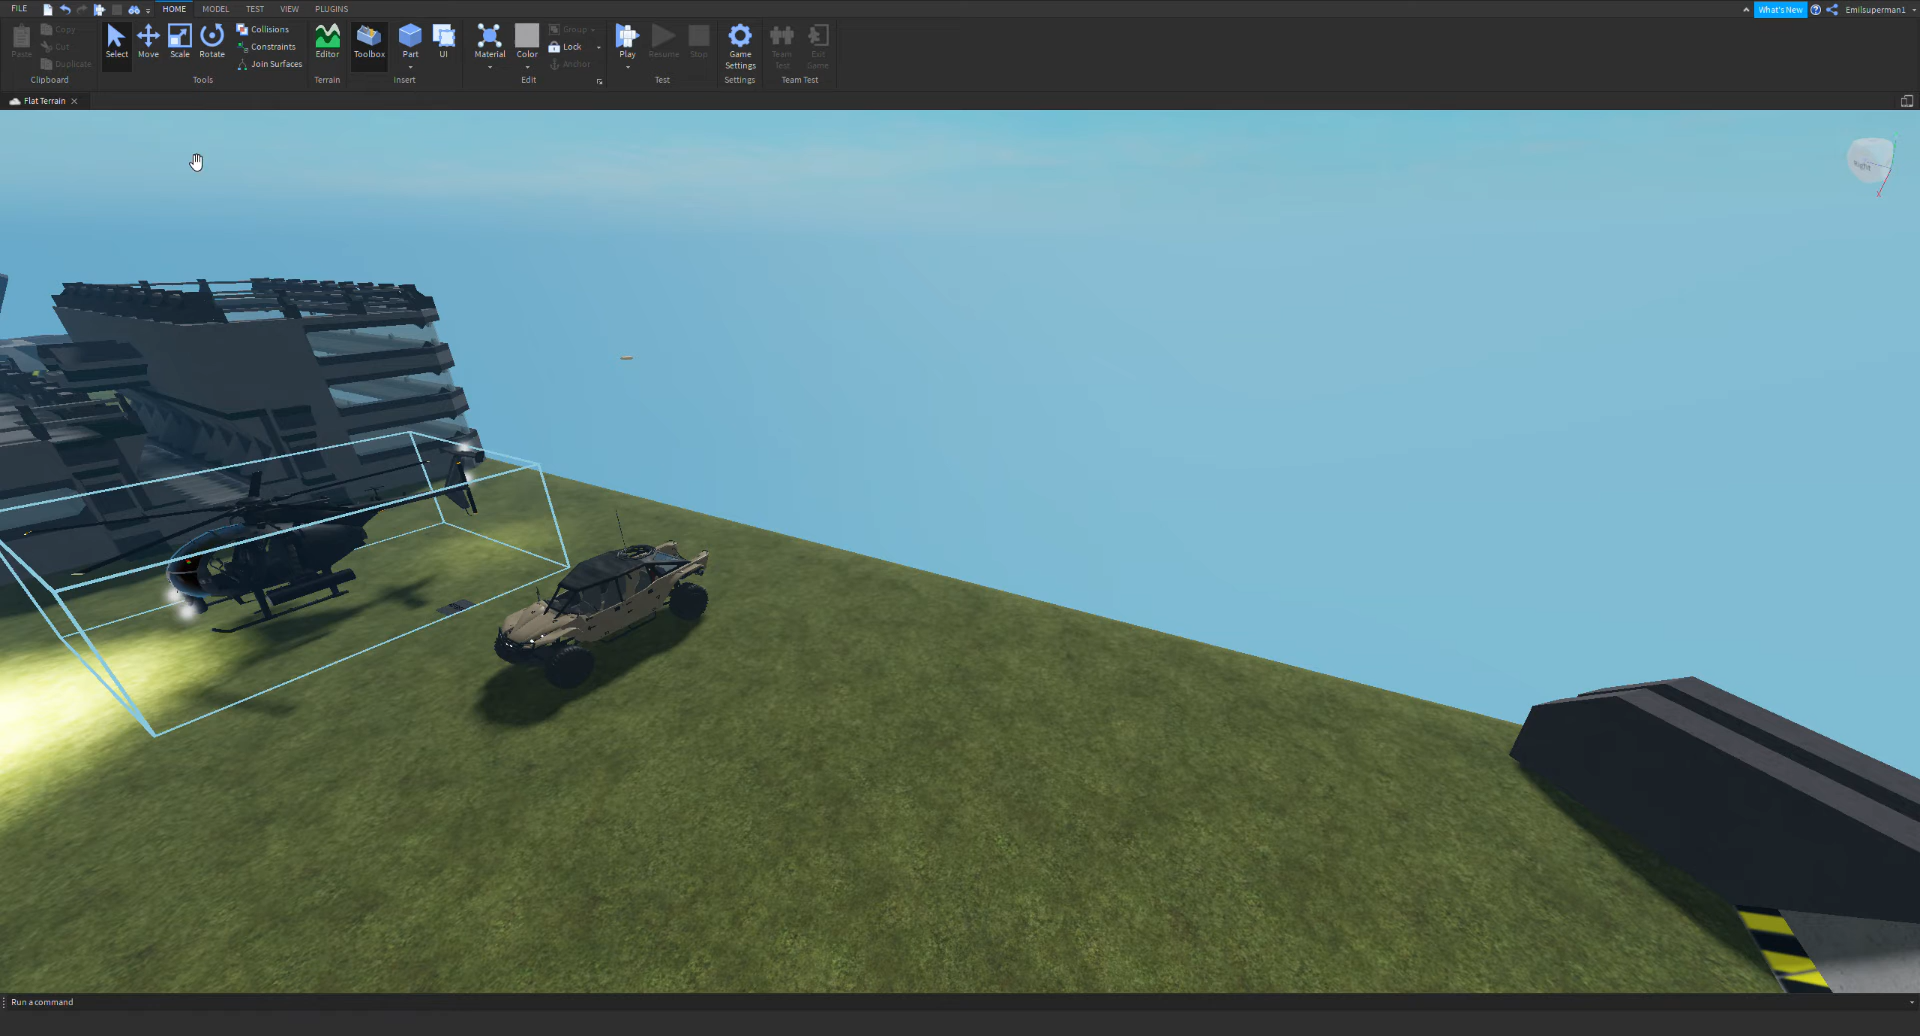 FILE HOME MODEL TEST VIEW PLUGINS What's New Emilsuperman1
Paste Copy Cut Duplicate Select Move Scale Rotate Collisions Constraints Join Surfaces Editor Toolbox Part UI Material Color Group Lock Anchor Play Resume Stop Game Settings Team Test Exit Game
Clipboard Tools Terrain Insert Edit Test Settings Team Test
Flat Terrain
Right
X
Run a command